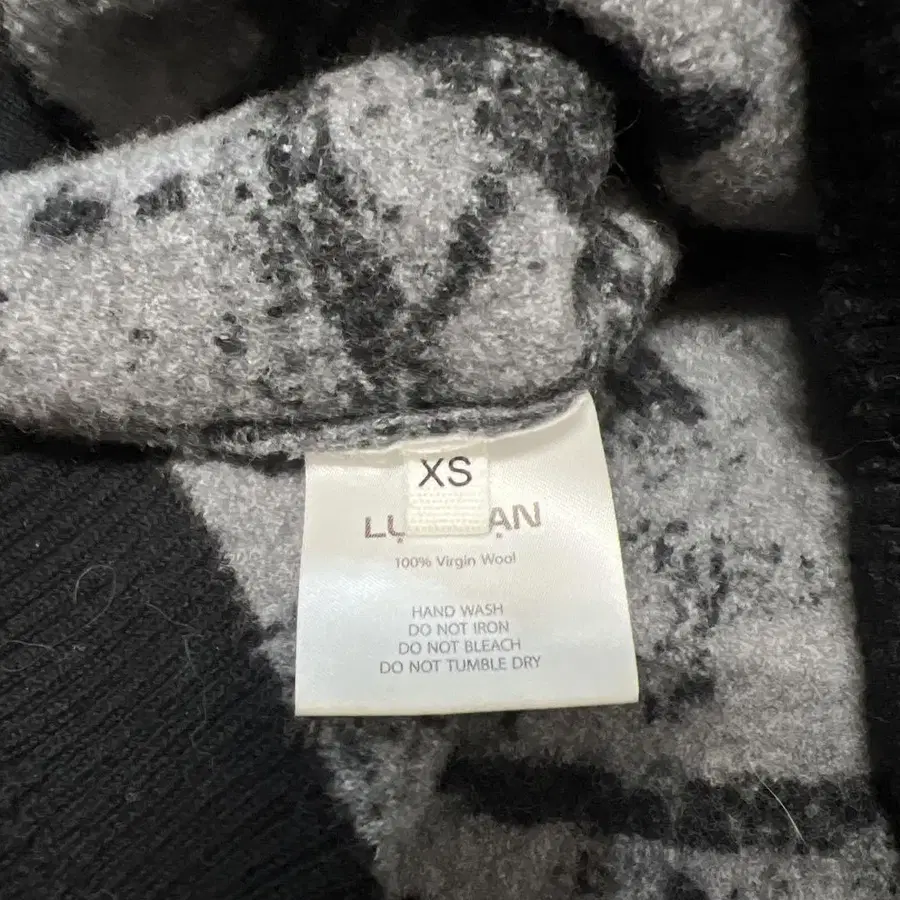 XS
100% Virgin Wool
HAND WASH
DO NOT IRON
DO NOT BLEACH
DO NOT TUMBLE DRY